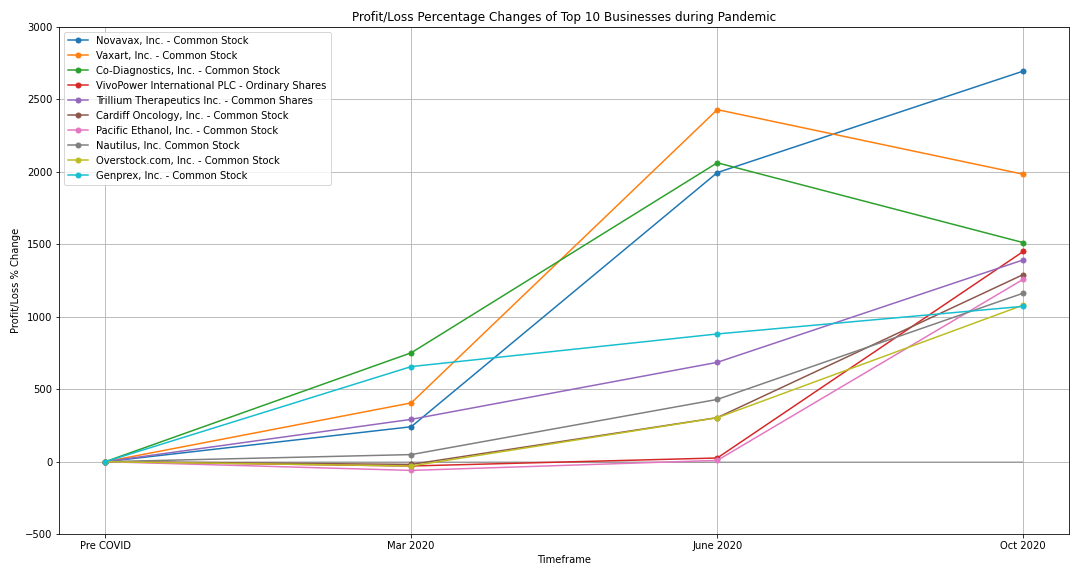 Profit/Loss Percentage Changes of Top 10 Businesses during Pandemic
3000
2500
2000
1500
1000
500
0
−500
Profit/Loss % Change
Novavax, Inc. - Common Stock
Vaxart, Inc. - Common Stock
Co-Diagnostics, Inc. - Common Stock
VivoPower International PLC - Ordinary Shares
Trillium Therapeutics Inc. - Common Shares
Cardiff Oncology, Inc. - Common Stock
Pacific Ethanol, Inc. - Common Stock
Nautilus, Inc. Common Stock
Overstock.com, Inc. - Common Stock
Genprex, Inc. - Common Stock
Pre COVID Mar 2020 June 2020 Oct 2020
Timeframe